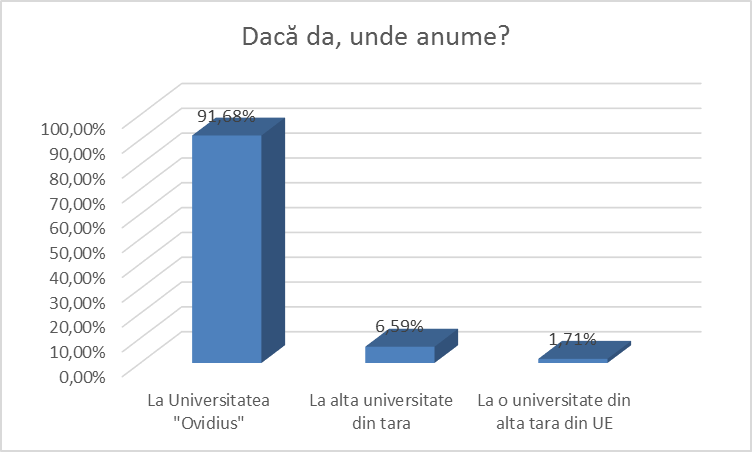 Dacă da, unde anume?
100,00%
90,00%
80,00%
70,00%
60,00%
50,00%
40,00%
30,00%
20,00%
10,00%
0,00%
91,68%
6,59%
1,71%
La Universitatea
"Ovidius"
La alta universitate
din tara
La o universitate din
alta tara din UE